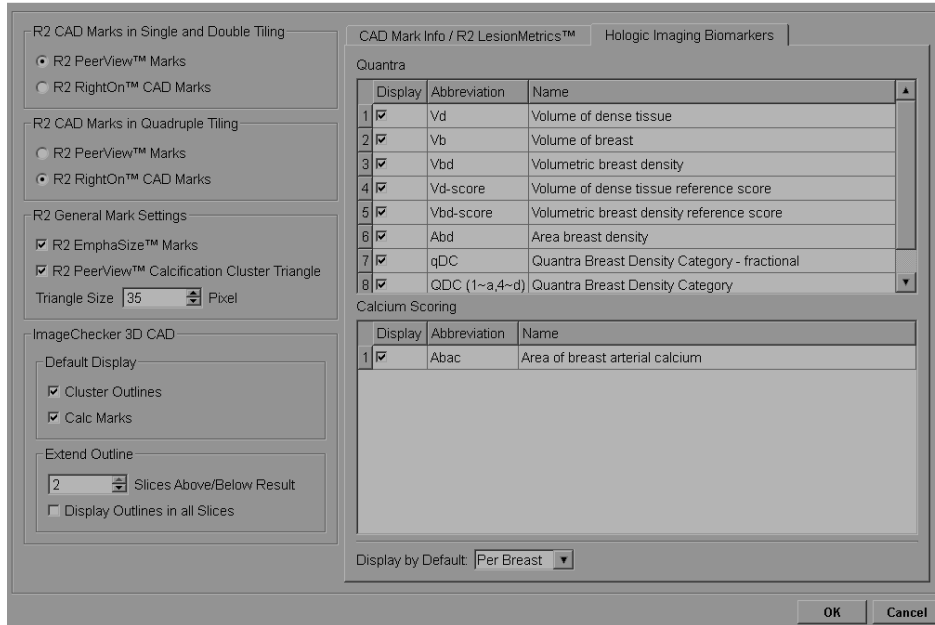 R2 CAD Marks in Single and Double Tiling
R2 PeerView™ Marks
R2 RightOn™ CAD Marks
R2 CAD Marks in Quadruple Tiling
R2 PeerView™ Marks
R2 RightOn™ CAD Marks
R2 General Mark Settings
R2 EmphaSize™ Marks
R2 PeerView™ Calcification Cluster Triangle
Triangle Size 35 Pixel
ImageChecker 3D CAD
Default Display
Cluster Outlines
Calc Marks
Extend Outline
2 Slices Above/Below Result
Display Outlines in all Slices
CAD Mark Info / R2 LesionMetrics™ Hologic Imaging Biomarkers
Quantra
Display Abbreviation Name
1 Vd Volume of dense tissue
2 Vb Volume of breast
3 Vbd Volumetric breast density
4 Vd-score Volume of dense tissue reference score
5 Vbd-score Volumetric breast density reference score
6 Abd Area breast density
7 qDC Quantra Breast Density Category - fractional
8 QDC (1~a,4~d) Quantra Breast Density Category
Calcium Scoring
Display Abbreviation Name
1 Abac Area of breast arterial calcium
Display by Default: Per Breast
OK Cancel